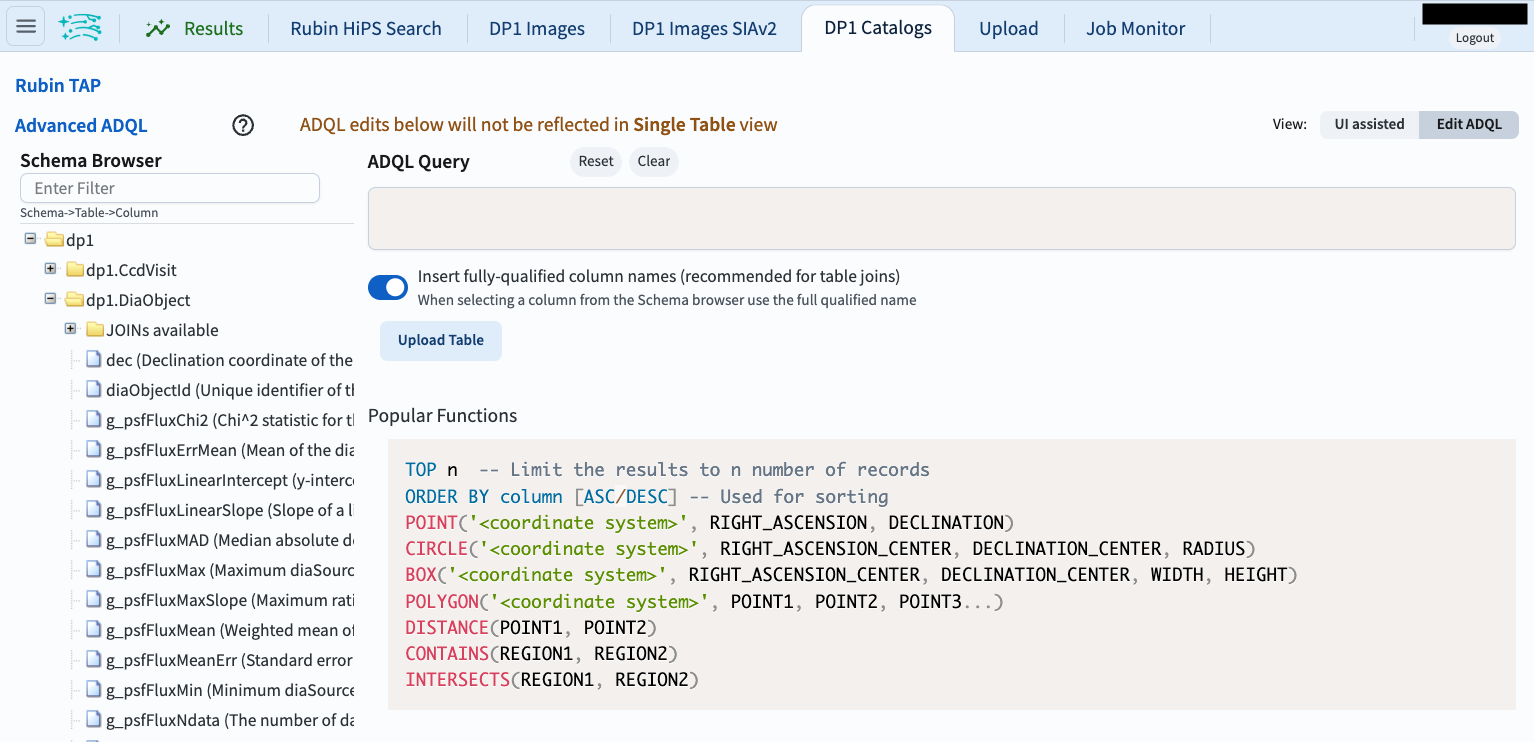 Results Rubin HiPS Search DP1 Images DP1 Images SIAv2 DP1 Catalogs Upload Job Monitor
Logout
Rubin TAP
Advanced ADQL ? ADQL edits below will not be reflected in Single Table view View: UI assisted Edit ADQL
Schema Browser
Enter Filter
Schema->Table->Column
dp1
dp1.CcdVisit
dp1.DiaObject
JOINs available
dec (Declination coordinate of the
diaObjectId (Unique identifier of th
g_psfFluxChi2 (Chi^2 statistic for th
g_psfFluxErrMean (Mean of the dia
g_psfFluxLinearIntercept (y-interce
g_psfFluxLinearSlope (Slope of a li
g_psfFluxMAD (Median absolute de
g_psfFluxMax (Maximum diaSourc
g_psfFluxMaxSlope (Maximum rati
g_psfFluxMean (Weighted mean of
g_psfFluxMeanErr (Standard error
g_psfFluxMin (Minimum diaSource
g_psfFluxNdata (The number of da
ADQL Query Reset Clear
Insert fully-qualified column names (recommended for table joins)
When selecting a column from the Schema browser use the full qualified name
Upload Table
Popular Functions
TOP n  -- Limit the results to n number of records
ORDER BY column [ASC/DESC] -- Used for sorting
POINT('<coordinate system>', RIGHT_ASCENSION, DECLINATION)
CIRCLE('<coordinate system>', RIGHT_ASCENSION_CENTER, DECLINATION_CENTER, RADIUS)
BOX('<coordinate system>', RIGHT_ASCENSION_CENTER, DECLINATION_CENTER, WIDTH, HEIGHT)
POLYGON('<coordinate system>', POINT1, POINT2, POINT3...)
DISTANCE(POINT1, POINT2)
CONTAINS(REGION1, REGION2)
INTERSECTS(REGION1, REGION2)